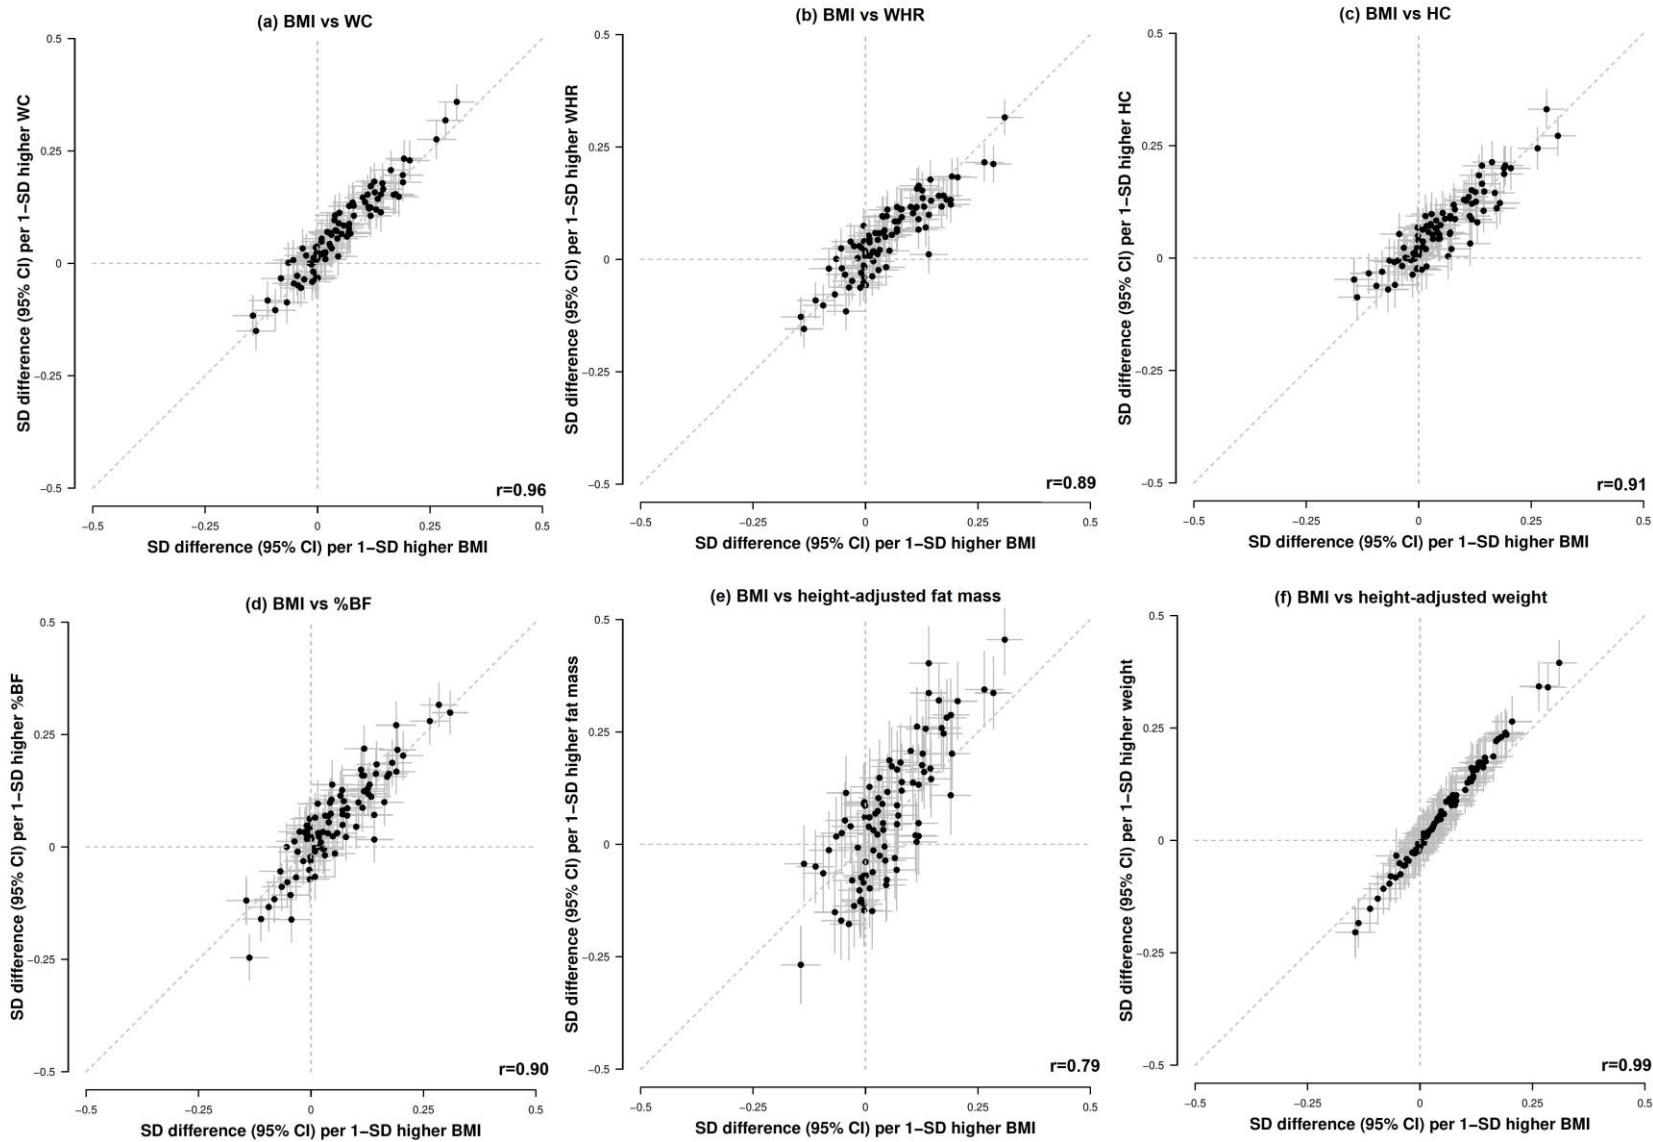 (a) BMI vs WC
SD difference (95% CI) per 1−SD higher WC
0.5
0.25
0
−0.25
−0.5
r=0.96
−0.5 −0.25 0 0.25 0.5
SD difference (95% CI) per 1−SD higher BMI
(b) BMI vs WHR
SD difference (95% CI) per 1−SD higher WHR
0.5
0.25
0
−0.25
−0.5
r=0.89
−0.5 −0.25 0 0.25 0.5
SD difference (95% CI) per 1−SD higher BMI
(c) BMI vs HC
SD difference (95% CI) per 1−SD higher HC
0.5
0.25
0
−0.25
−0.5
r=0.91
−0.5 −0.25 0 0.25 0.5
SD difference (95% CI) per 1−SD higher BMI
(d) BMI vs %BF
SD difference (95% CI) per 1−SD higher %BF
0.5
0.25
0
−0.25
−0.5
r=0.90
−0.5 −0.25 0 0.25 0.5
SD difference (95% CI) per 1−SD higher BMI
(e) BMI vs height-adjusted fat mass
SD difference (95% CI) per 1−SD higher fat mass
0.5
0.25
0
−0.25
−0.5
r=0.79
−0.5 −0.25 0 0.25 0.5
SD difference (95% CI) per 1−SD higher BMI
(f) BMI vs height-adjusted weight
SD difference (95% CI) per 1−SD higher weight
0.5
0.25
0
−0.25
−0.5
r=0.99
−0.5 −0.25 0 0.25 0.5
SD difference (95% CI) per 1−SD higher BMI